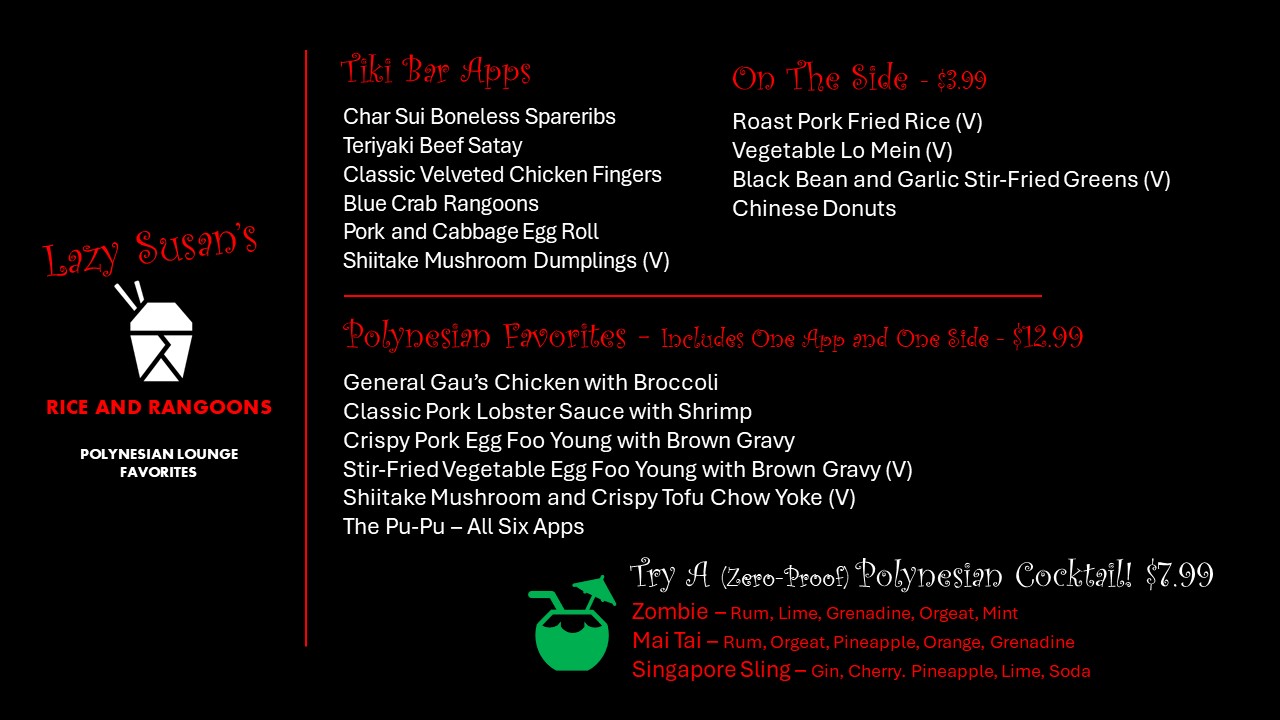 Lazy Susan's
RICE AND RANGOONS
POLYNESIAN LOUNGE
FAVORITES
Tiki Bar Apps
Char Sui Boneless Spareribs
Teriyaki Beef Satay
Classic Velveted Chicken Fingers
Blue Crab Rangoons
Pork and Cabbage Egg Roll
Shiitake Mushroom Dumplings (V)
On The Side - $3.99
Roast Pork Fried Rice (V)
Vegetable Lo Mein (V)
Black Bean and Garlic Stir-Fried Greens (V)
Chinese Donuts
Polynesian Favorites - Includes One App and One Side - $12.99
General Gau's Chicken with Broccoli
Classic Pork Lobster Sauce with Shrimp
Crispy Pork Egg Foo Young with Brown Gravy
Stir-Fried Vegetable Egg Foo Young with Brown Gravy (V)
Shiitake Mushroom and Crispy Tofu Chow Yoke (V)
The Pu-Pu – All Six Apps
Try A (Zero-Proof) Polynesian Cocktail! $7.99
Zombie – Rum, Lime, Grenadine, Orgeat, Mint
Mai Tai – Rum, Orgeat, Pineapple, Orange, Grenadine
Singapore Sling – Gin, Cherry. Pineapple, Lime, Soda